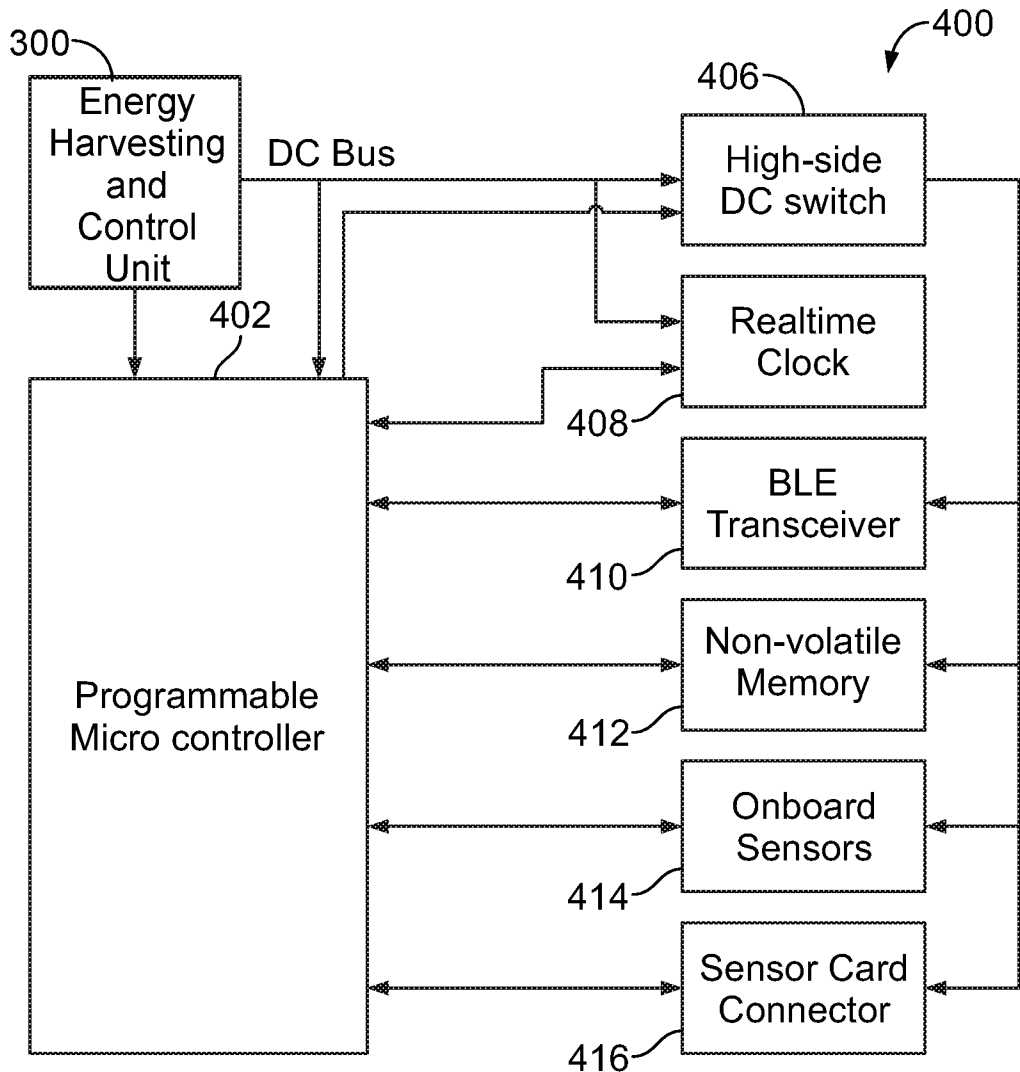 300
400
Energy
Harvesting
and
Control
Unit
DC Bus
406
High-side
DC switch
402
Realtime
Clock
408
BLE
Transceiver
410
Programmable
Micro controller
Non-volatile
Memory
412
Onboard
Sensors
414
Sensor Card
Connector
416